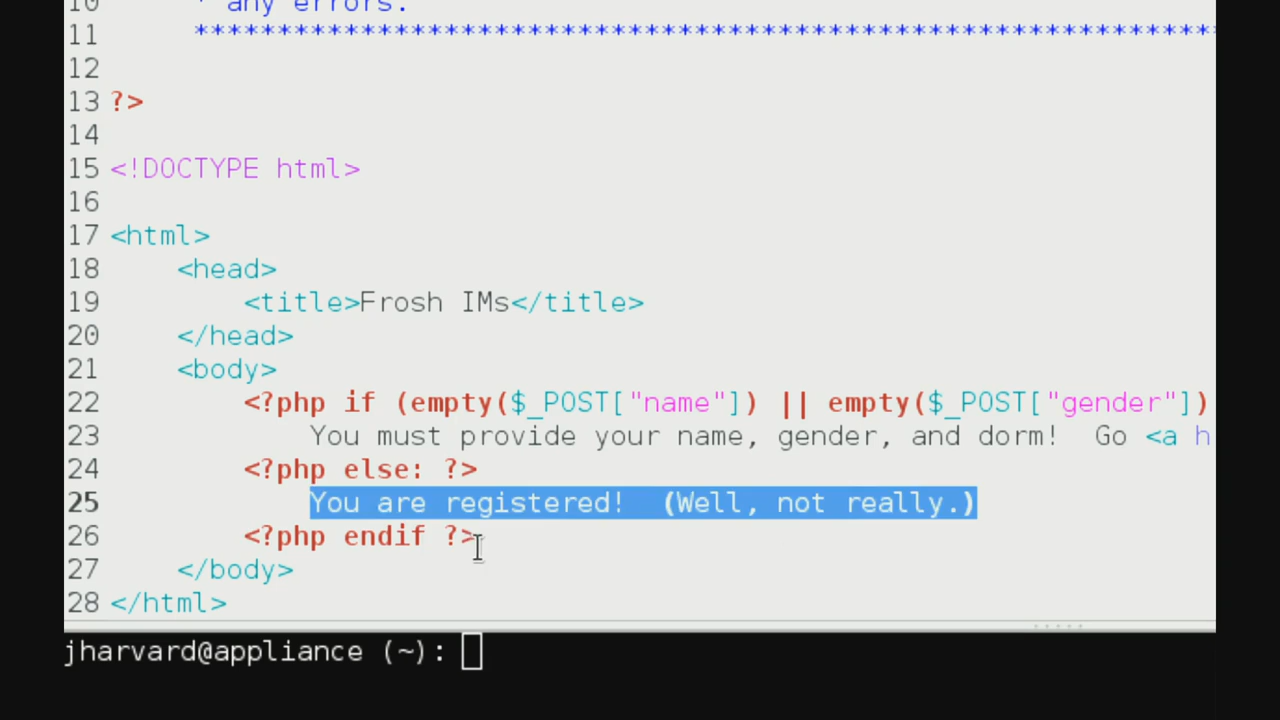 10 * any errors.
11 *************************************************************
12
13 ?>
14
15 <!DOCTYPE html>
16
17 <html>
18 <head>
19 <title>Frosh IMs</title>
20 </head>
21 <body>
22 <?php if (empty($_POST["name"]) || empty($_POST["gender"])
23 You must provide your name, gender, and dorm!  Go <a h
24 <?php else: ?>
25 You are registered!  (Well, not really.)
26 <?php endif ?>
27 </body>
28 </html>
jharvard@appliance (~):